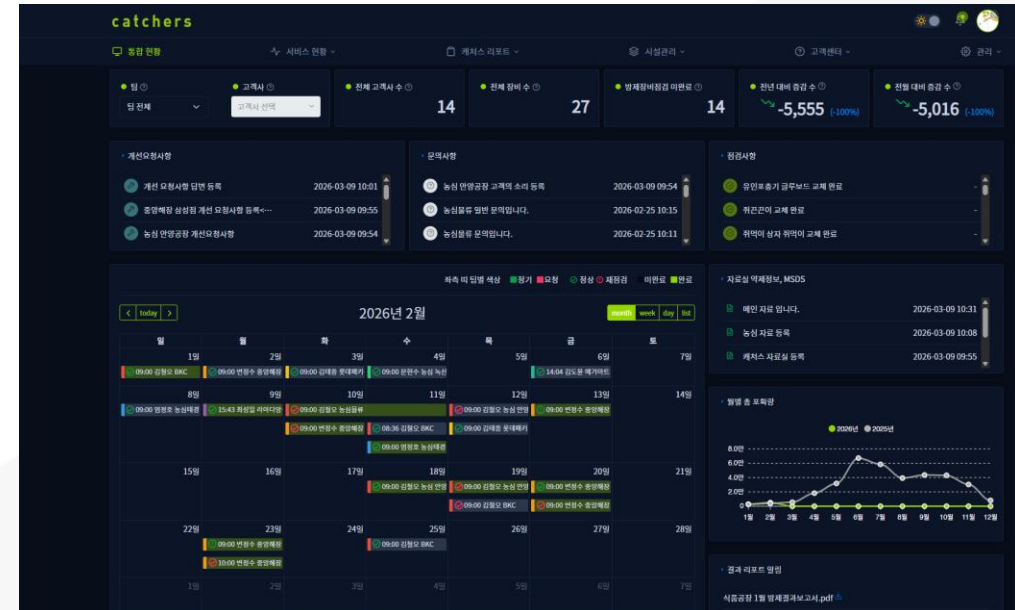 catchers
통합 현황 서비스 현황 캐처스 리포트 시설관리 고객센터 관리
팀 고객사 전체 고객사 수 전체 장비 수 방제장비점검 미완료 전년 대비 증감 수 전월 대비 증감 수
팀 전체 고객사 선택 14 27 14 -5,555 (-100%) -5,016 (-100%)
개선요청사항
개선 요청사항 답변 등록 2026-03-09 10:01
중앙해장 삼성점 개선 요청사항 등록<… 2026-03-09 09:55
농심 안양공장 개선요청사항 2026-03-09 09:54
문의사항
농심 안양공장 고객의 소리 등록 2026-03-09 09:54
농심물류 일반 문의입니다. 2026-02-25 10:15
농심물류 문의입니다. 2026-02-25 10:11
점검사항
유인포충기 글루보드 교체 완료 -
쥐끈끈이 교체 완료 -
쥐먹이 상자 쥐먹이 교체 완료 -
좌측 띠 팀별 색상 정기 요청 정상 재점검 미완료 완료
< today > 2026년 2월 month week day list
일 월 화 수 목 금 토
1일 2일 3일 4일 5일 6일 7일
09:00 김철오 BKC 09:00 변정수 중앙해장 09:00 김태종 롯데패키 09:00 문현수 농심 녹산 14:04 김도윤 메가마트
8일 9일 10일 11일 12일 13일 14일
09:00 엄정호 농심태경 15:43 최성일 라이다양 09:00 김철오 농심물류 09:00 김철오 농심 안양 09:00 변정수 중앙해장
09:00 변정수 중앙해장 08:36 김철오 BKC 09:00 김태종 롯데패키
09:00 엄정호 농심태경
15일 16일 17일 18일 19일 20일 21일
09:00 김철오 농심 안양 09:00 김철오 농심 안양 09:00 변정수 중앙해장
09:00 김철오 BKC 09:00 변정수 중앙해장
22일 23일 24일 25일 26일 27일 28일
09:00 변정수 중앙해장 09:00 김철오 BKC
10:00 변정수 중앙해장
1일 2일 3일 4일 5일 6일 7일
자료실 약제정보, MSDS
메인 자료 입니다. 2026-03-09 10:31
농심 자료 등록 2026-03-09 10:08
캐처스 자료실 등록 2026-03-09 09:55
월별 총 포획량
2026년 2025년
8.0만
6.0만
4.0만
2.0만
0
1월 2월 3월 4월 5월 6월 7월 8월 9월 10월 11월 12월
결과 리포트 알림
식품공장 1월 방제결과보고서.pdf